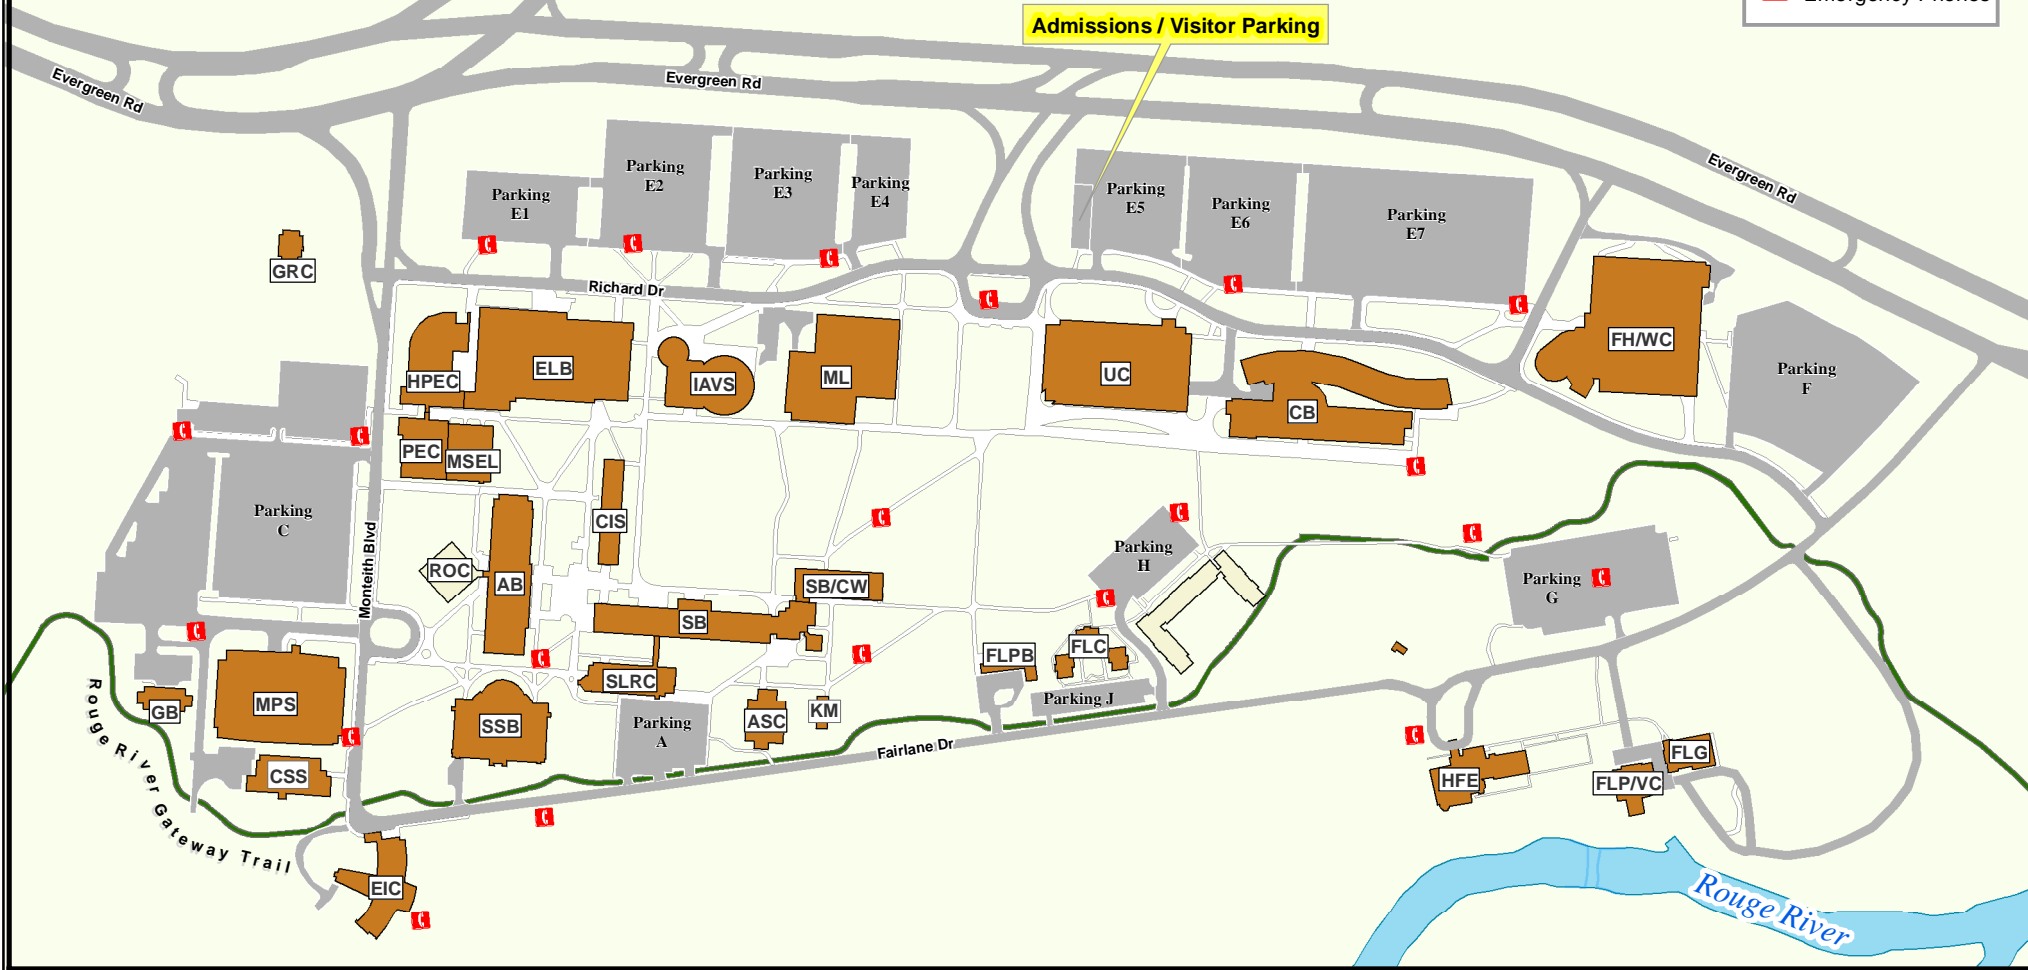 Emergency Phones
Admissions / Visitor Parking
Evergreen Rd
Evergreen Rd
Evergreen Rd
Parking
E1
Parking
E2
Parking
E3
Parking
E4
Parking
E5
Parking
E6
Parking
E7
GRC
Richard Dr
HPEC
ELB
IAVS
ML
UC
CB
FH/WC
Parking
F
PEC
MSEL
Parking
C
Monteith Blvd
CIS
ROC
AB
SB/CW
SB
Parking
H
Parking
G
FLPB
FLC
SLRC
Parking J
GB
MPS
SSB
Parking
A
ASC
KM
Fairlane Dr
CSS
HFE
FLP/VC
FLG
Rouge River Gateway Trail
EIC
Rouge River